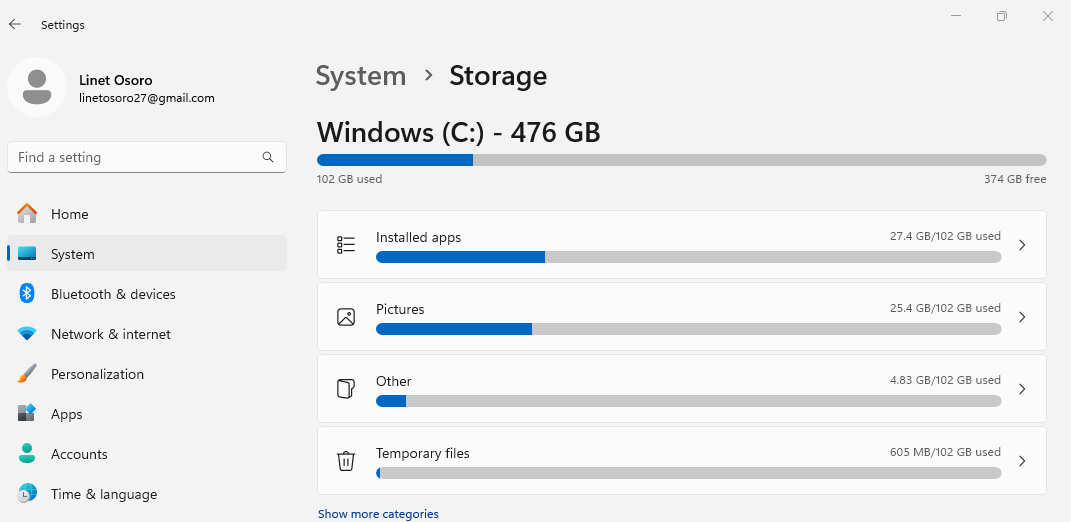 Settings
Linet Osoro
linetosoro27@gmail.com
Find a setting
Home
System
Bluetooth & devices
Network & internet
Personalization
Apps
Accounts
Time & language
System > Storage
Windows (C:) - 476 GB
102 GB used 374 GB free
Installed apps 27.4 GB/102 GB used
Pictures 25.4 GB/102 GB used
Other 4.83 GB/102 GB used
Temporary files 605 MB/102 GB used
Show more categories